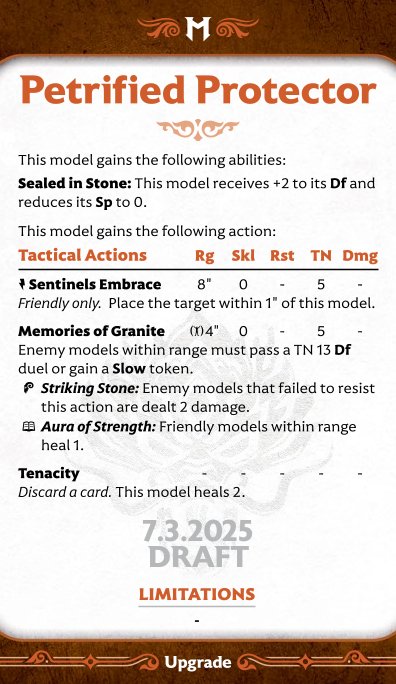 M
Petrified Protector
This model gains the following abilities:
Sealed in Stone: This model receives +2 to its Df and
reduces its Sp to 0.
This model gains the following action:
Tactical Actions Rg Skl Rst TN Dmg
Sentinels Embrace 8" 0 - 5 -
Friendly only. Place the target within 1" of this model.
Memories of Granite 4" 0 - 5 -
Enemy models within range must pass a TN 13 Df
duel or gain a Slow token.
Striking Stone: Enemy models that failed to resist
this action are dealt 2 damage.
Aura of Strength: Friendly models within range
heal 1.
Tenacity - - - - -
Discard a card. This model heals 2.
7.3.2025
DRAFT
LIMITATIONS
-
Upgrade